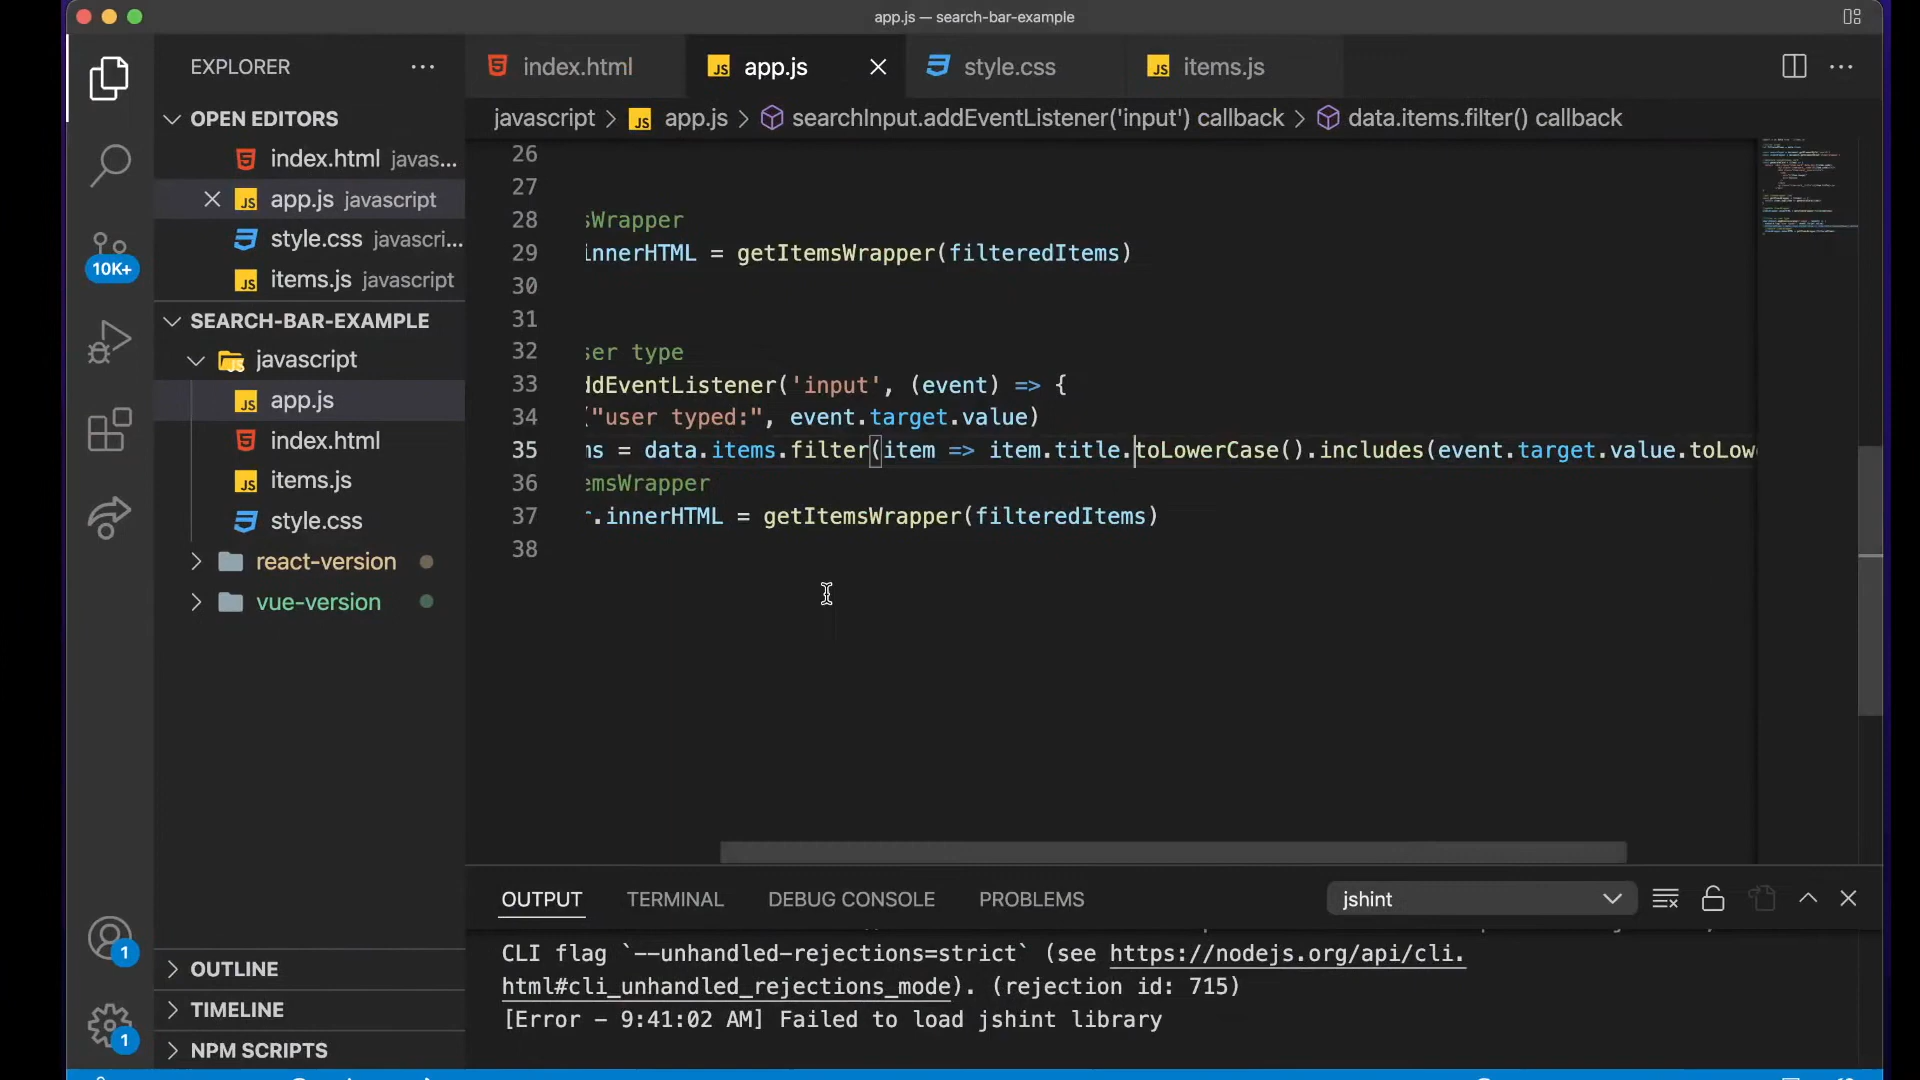 app.js — search-bar-example
EXPLORER
index.html
app.js
style.css
items.js
OPEN EDITORS
javascript > app.js > searchInput.addEventListener('input') callback > data.items.filter() callback
index.html javas...
app.js javascript
style.css javascri...
items.js javascript
SEARCH-BAR-EXAMPLE
javascript
app.js
index.html
items.js
style.css
react-version
vue-version
OUTLINE
TIMELINE
NPM SCRIPTS
10K+
1
1
26
27
28 sWrapper
29 innerHTML = getItemsWrapper(filteredItems)
30
31
32 ser type
33 ddEventListener('input', (event) => {
34 ("user typed:", event.target.value)
35 ms = data.items.filter(item => item.title.toLowerCase().includes(event.target.value.toLow
36 emsWrapper
37 r.innerHTML = getItemsWrapper(filteredItems)
38
OUTPUT TERMINAL DEBUG CONSOLE PROBLEMS jshint
CLI flag `--unhandled-rejections=strict` (see https://nodejs.org/api/cli.
html#cli_unhandled_rejections_mode). (rejection id: 715)
[Error - 9:41:02 AM] Failed to load jshint library